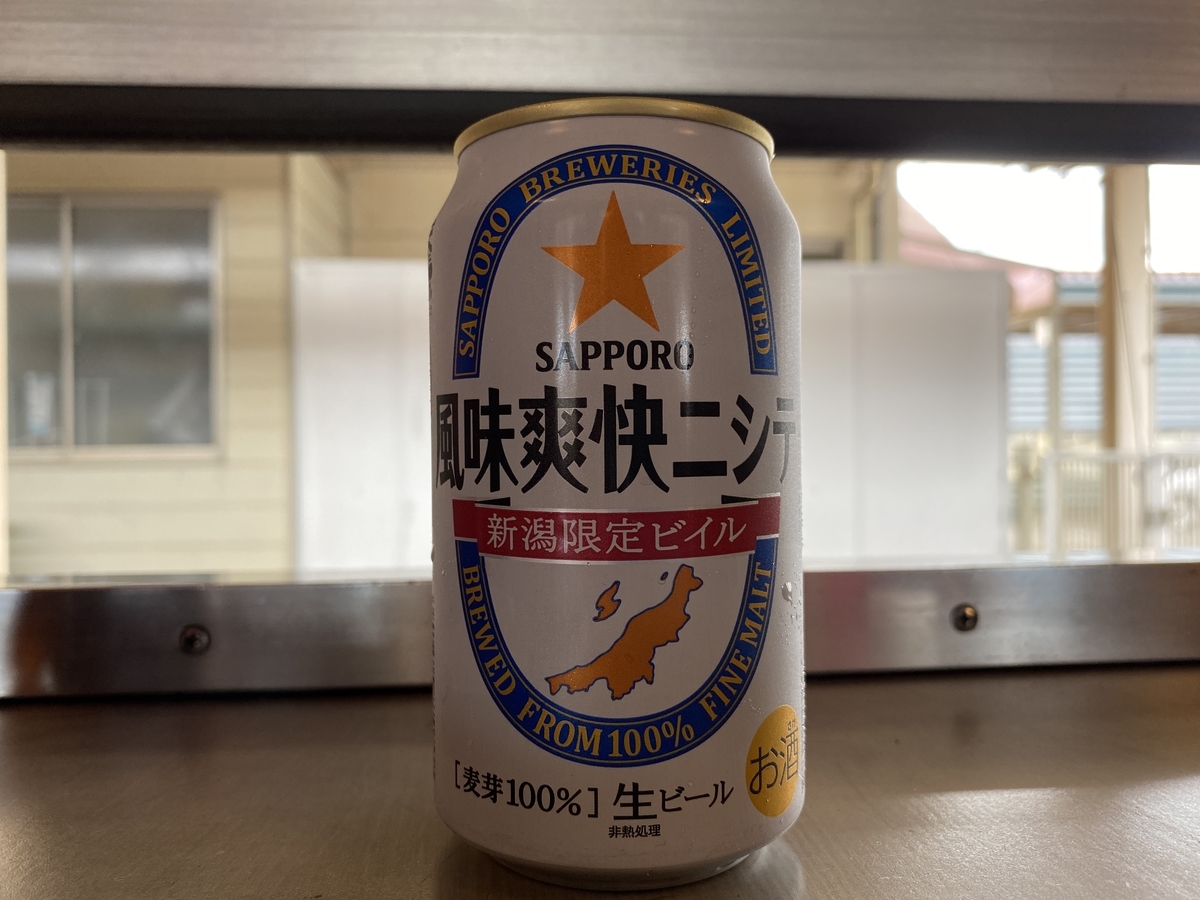 SAPPORO BREWERIES LIMITED
SAPPORO
風味爽快ニシテ
新潟限定ビイル
BREWED FROM 100% FINE MALT
[麦芽100%] 生ビール
非熱処理
さけ
お酒